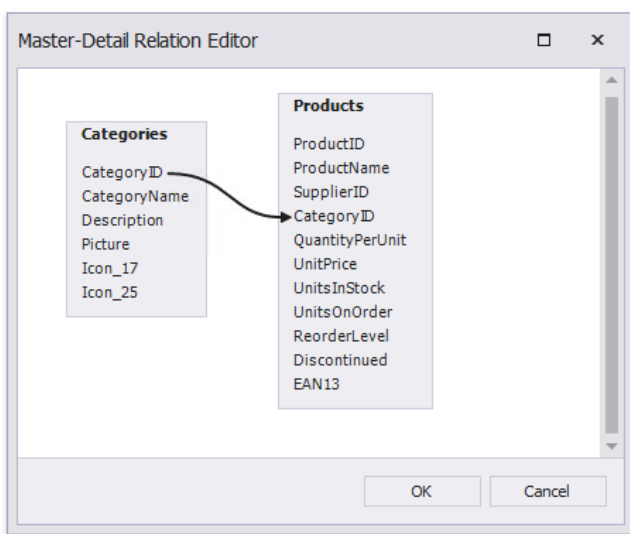 Master-Detail Relation Editor
Categories
CategoryID
CategoryName
Description
Picture
Icon_17
Icon_25
Products
ProductID
ProductName
SupplierID
CategoryID
QuantityPerUnit
UnitPrice
UnitsInStock
UnitsOnOrder
ReorderLevel
Discontinued
EAN13
OK
Cancel